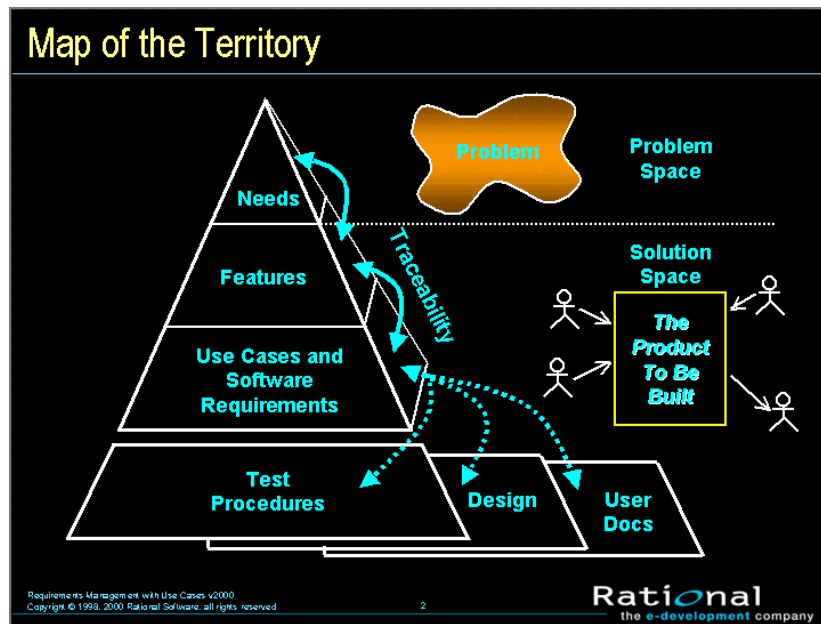 Map of the Territory
Problem
Problem
Space
Needs
Traceability
Features
Solution
Space
The
Product
To Be
Built
Use Cases and
Software
Requirements
Test
Procedures
Design
User
Docs
Requirements Management with Use Cases v2000
Copyright © 1998, 2000 Rational Software, all rights reserved
2
Rational
the e-development company